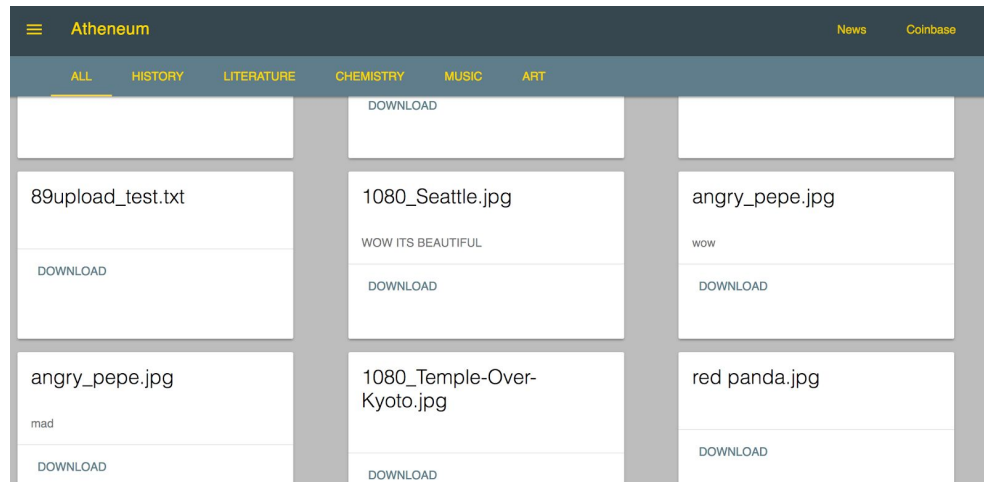 Atheneum
News
Coinbase
ALL
HISTORY
LITERATURE
CHEMISTRY
MUSIC
ART
DOWNLOAD
89upload_test.txt
DOWNLOAD
1080_Seattle.jpg
WOW ITS BEAUTIFUL
DOWNLOAD
angry_pepe.jpg
wow
DOWNLOAD
angry_pepe.jpg
mad
DOWNLOAD
1080_Temple-Over-
Kyoto.jpg
DOWNLOAD
red panda.jpg
DOWNLOAD